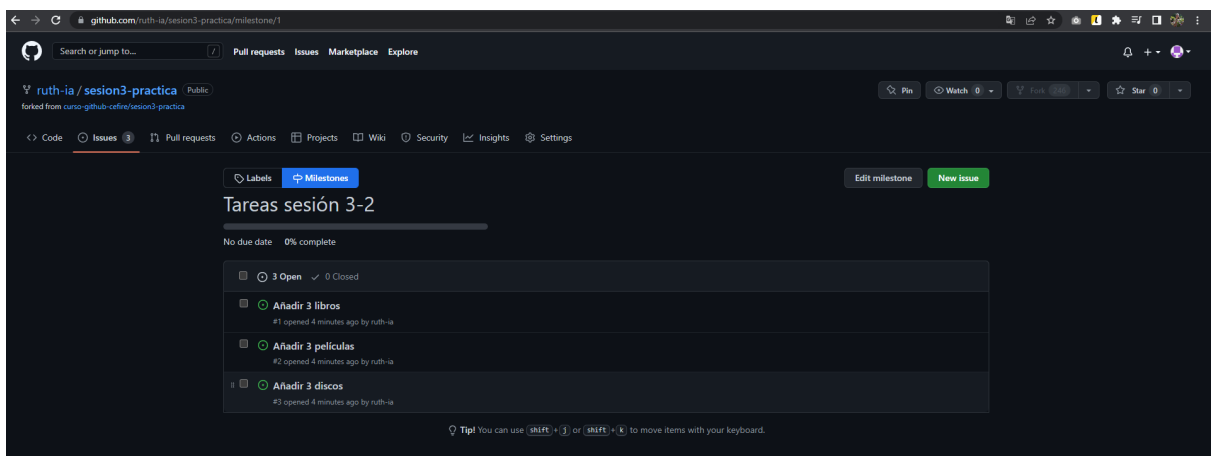 github.com/ruth-ia/sesion3-practica/milestone/1
Search or jump to... /
Pull requests Issues Marketplace Explore
ruth-ia / sesion3-practica Public
Pin Watch 0 Fork Star 0
forked from curso-github-cefire/sesion3-practica
Code Issues 3 Pull requests Actions Projects Wiki Security Insights Settings
Labels Milestones Edit milestone New issue
Tareas sesión 3-2
No due date 0% complete
3 Open 0 Closed
Añadir 3 libros
#1 opened 4 minutes ago by ruth-ia
Añadir 3 películas
#2 opened 4 minutes ago by ruth-ia
Añadir 3 discos
#3 opened 4 minutes ago by ruth-ia
Tip! You can use shift + j or shift + k to move items with your keyboard.